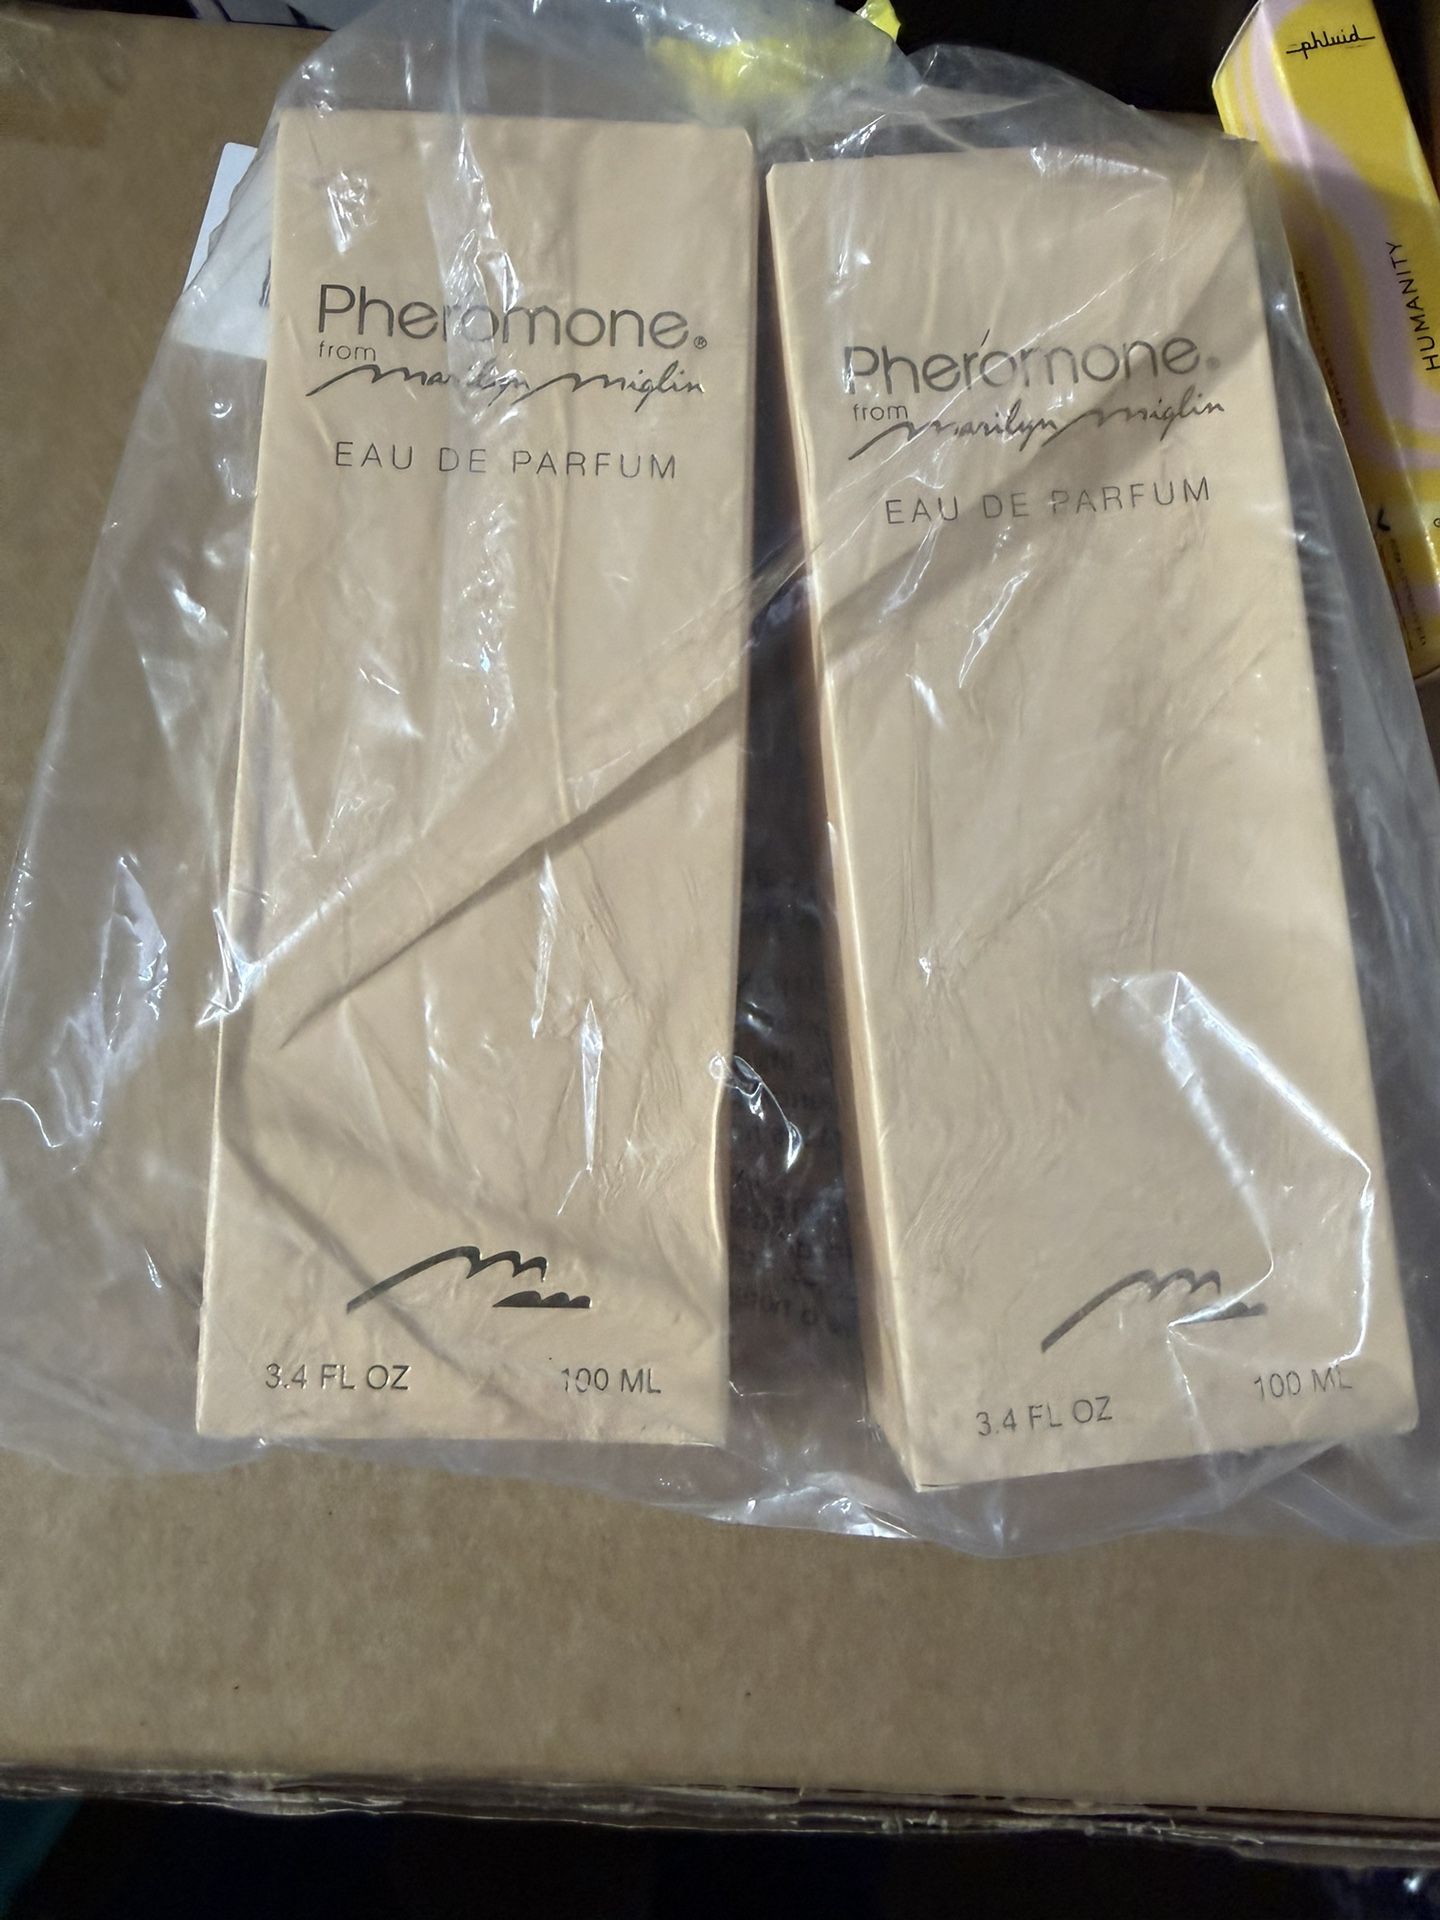 Pheromone®
from marilyn miglin
EAU DE PARFUM
3.4 FL OZ 100 ML
Pheromone®
from marilyn miglin
EAU DE PARFUM
3.4 FL OZ 100 ML
phluid
HUMANITY